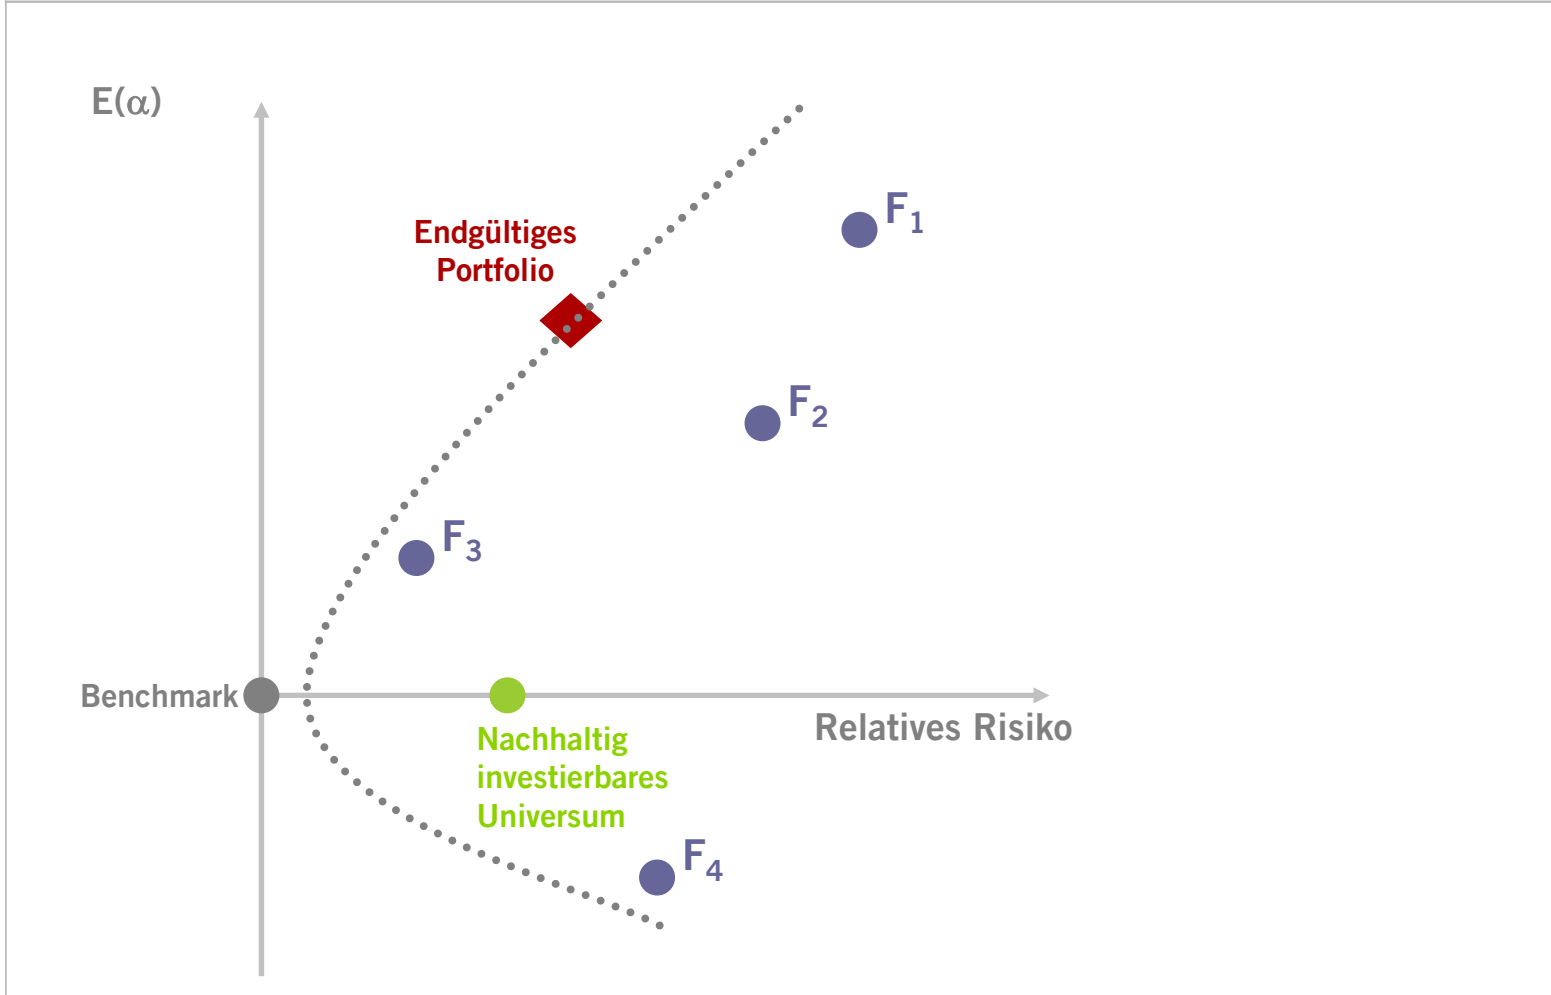 E(α)
F1
Endgültiges
Portfolio
F2
F3
Benchmark
Relatives Risiko
Nachhaltig
investierbares
Universum
F4